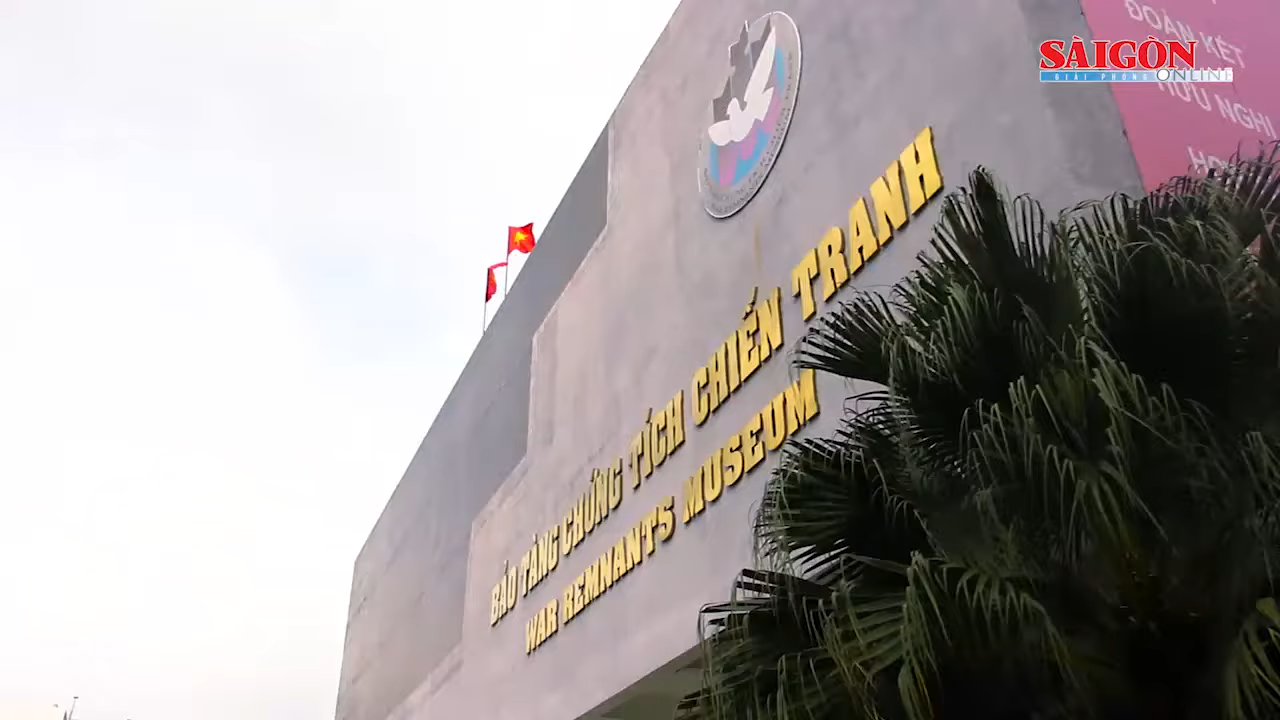 ĐOÀN KẾT
HỮU NGHỊ
SÀIGÒN
GIẢI PHÓNG ONLINE
BẢO TÀNG CHỨNG TÍCH CHIẾN TRANH
WAR REMNANTS MUSEUM